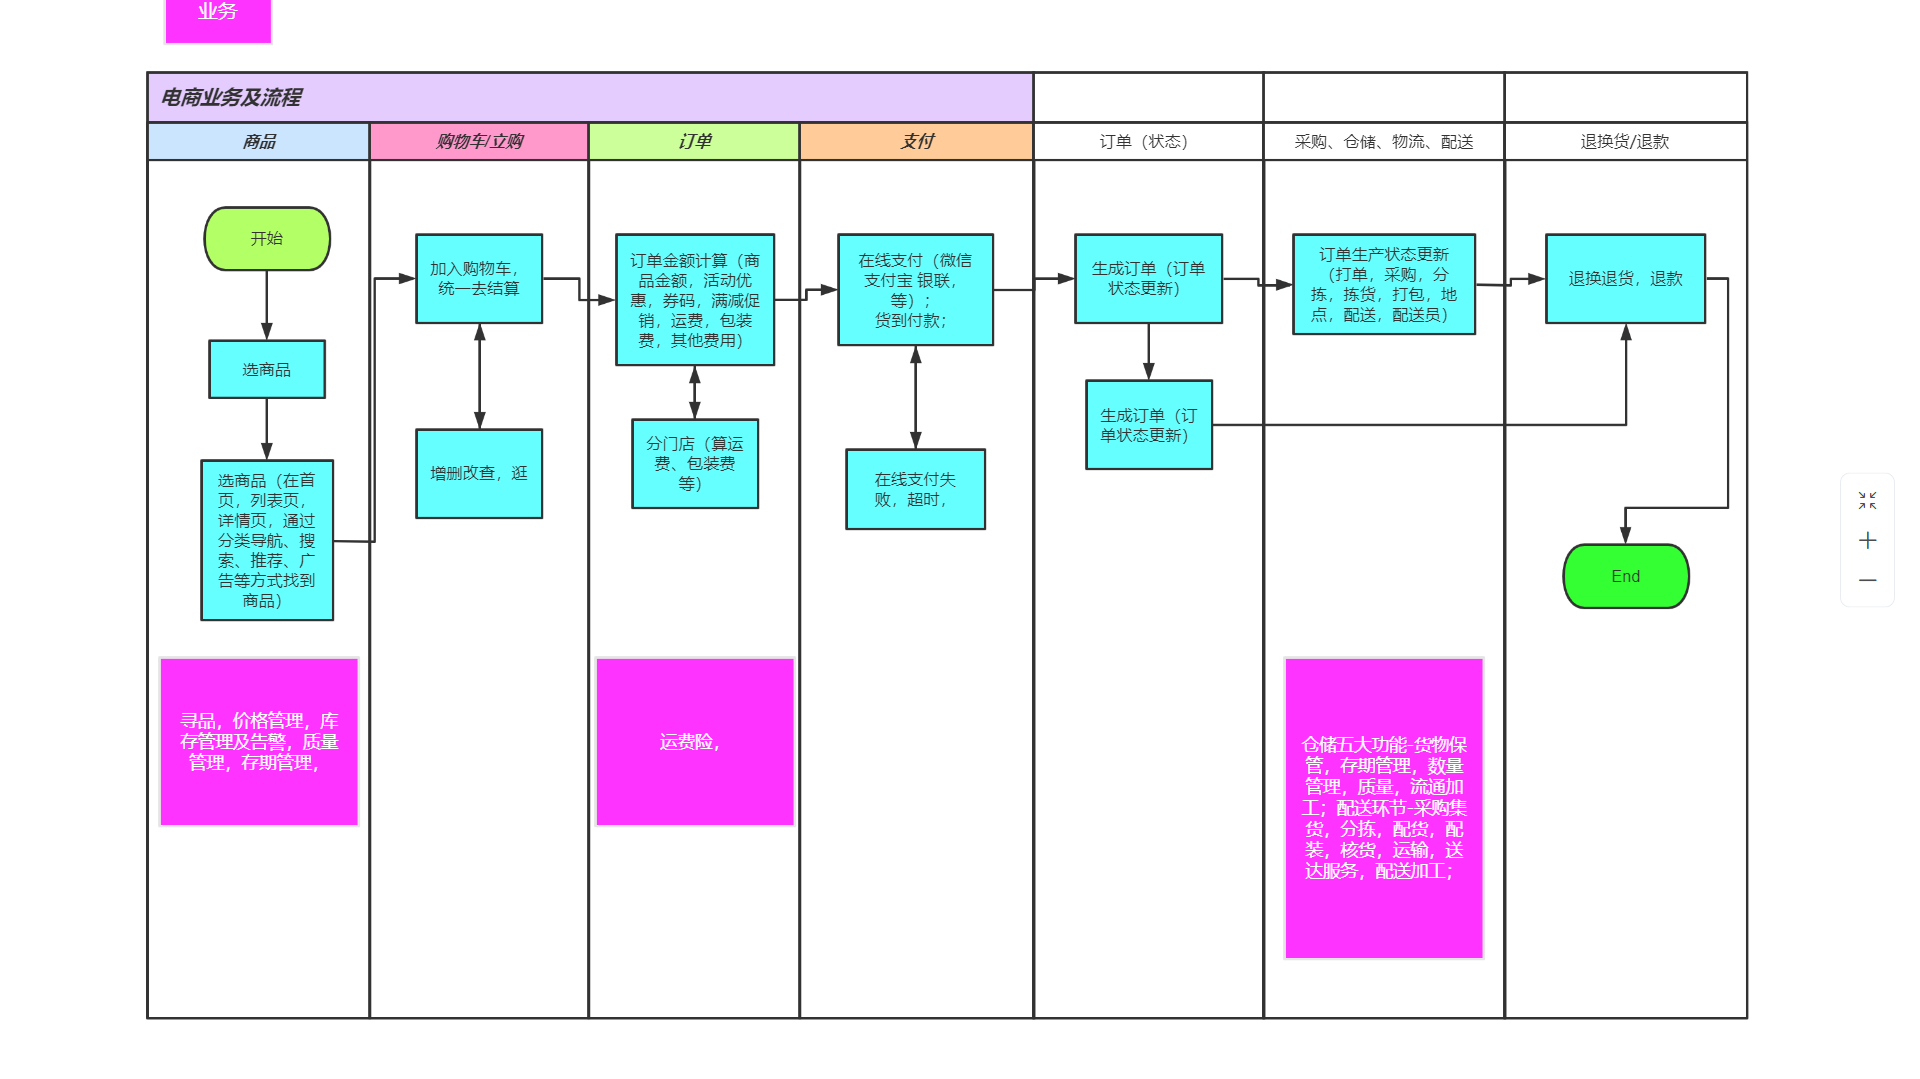 业务
电商业务及流程
商品
购物车/立购
订单
支付
订单（状态）
采购、仓储、物流、配送
退换货/退款
开始
选商品
选商品（在首
页，列表页，
详情页，通过
分类导航、搜
索、推荐、广
告等方式找到
商品）
寻品，价格管理，库
存管理及告警，质量
管理，存期管理，
加入购物车，
统一去结算
增删改查，逛
订单金额计算（商
品金额，活动优
惠，券码，满减促
销，运费，包装
费，其他费用）
分门店（算运
费、包装费
等）
运费险，
在线支付（微信
支付宝 银联，
等）；
货到付款；
在线支付失
败，超时，
生成订单（订单
状态更新）
生成订单（订
单状态更新）
订单生产状态更新
（打单，采购，分
拣，拣货，打包，地
点，配送，配送员）
仓储五大功能-货物保
管，存期管理，数量
管理，质量，流通加
工；配送环节-采购集
货，分拣，配货，配
装，核货，运输，送
达服务，配送加工；
退换退货，退款
End